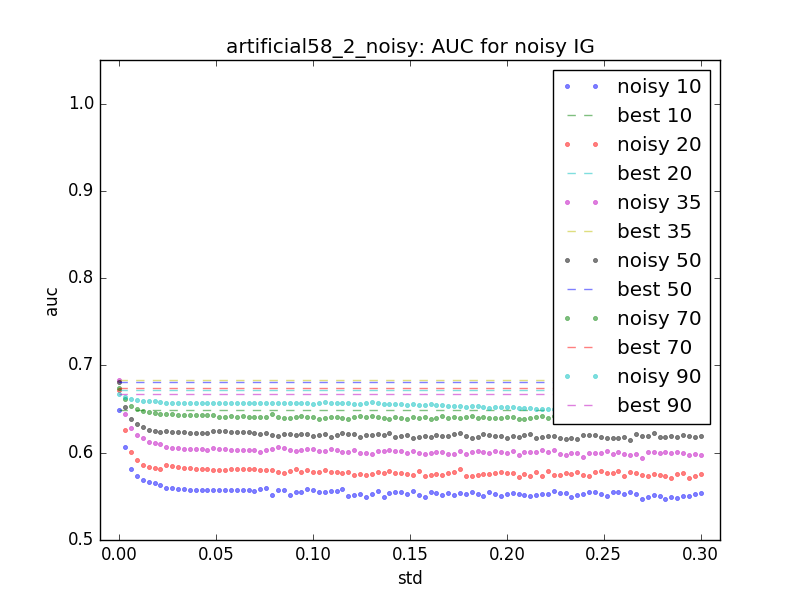 artificial58_2_noisy: AUC for noisy IG
1.0
0.9
0.8
0.7
0.6
0.5
auc
noisy 10
best 10
noisy 20
best 20
noisy 35
best 35
noisy 50
best 50
noisy 70
best 70
noisy 90
best 90
0.00 0.05 0.10 0.15 0.20 0.25 0.30
std